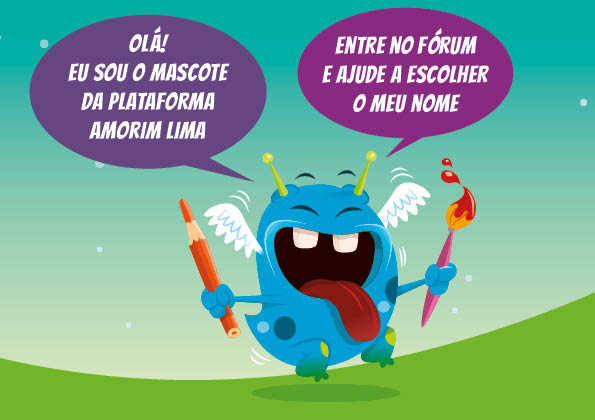 OLÁ!
EU SOU O MASCOTE
DA PLATAFORMA
AMORIM LIMA
ENTRE NO FÓRUM
E AJUDE A ESCOLHER
O MEU NOME